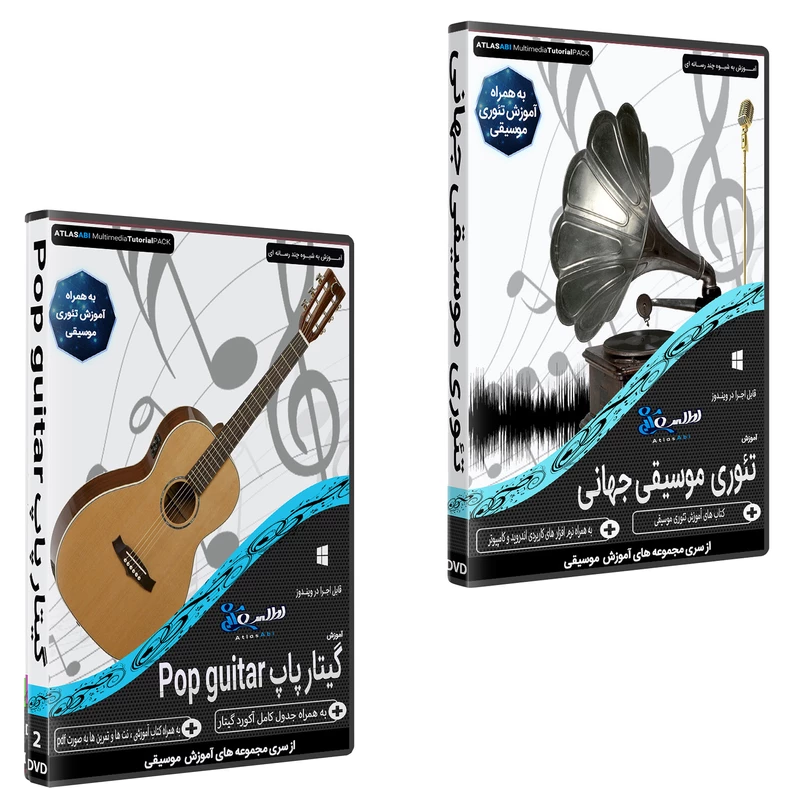 ATLASABI MultimediaTutorialPACK
آموزش به شیوه چند رسانه ای
به همراه
آموزش تئوری
موسیقی
تئوری موسیقی جهانی
قابل اجرا در ویندوز
اطلس آبی
AtlasABI
آموزش
تئوری موسیقی جهانی
کتاب های آموزش تئوری موسیقی
به همراه نرم افزار های کاربردی آندروید و کامپیوتر
از سری مجموعه های آموزش موسیقی
DVD
ATLASABI MultimediaTutorialPACK
آموزش به شیوه چند رسانه ای
به همراه
آموزش تئوری
موسیقی
Pop guitar گیتار پاپ
قابل اجرا در ویندوز
اطلس آبی
AtlasABI
آموزش
گیتار پاپ Pop guitar
به همراه جدول کامل آکورد گیتار
به همراه کتاب آموزشی ، نت ها و تمرین ها به صورت pdf
از سری مجموعه های آموزش موسیقی
2
DVD